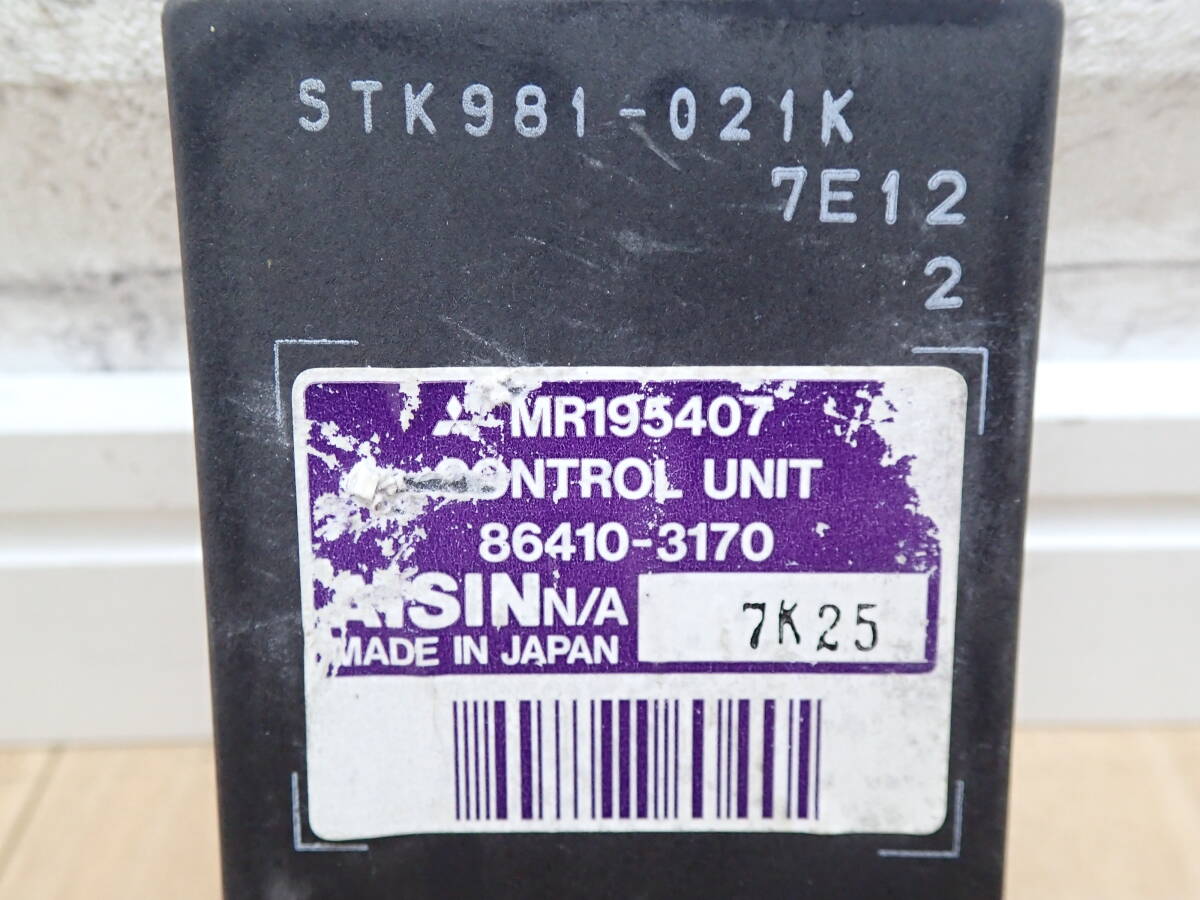 STK981-021K
7E12
2
MR195407
CONTROL UNIT
86410-3170
AISIN N/A
7K25
MADE IN JAPAN